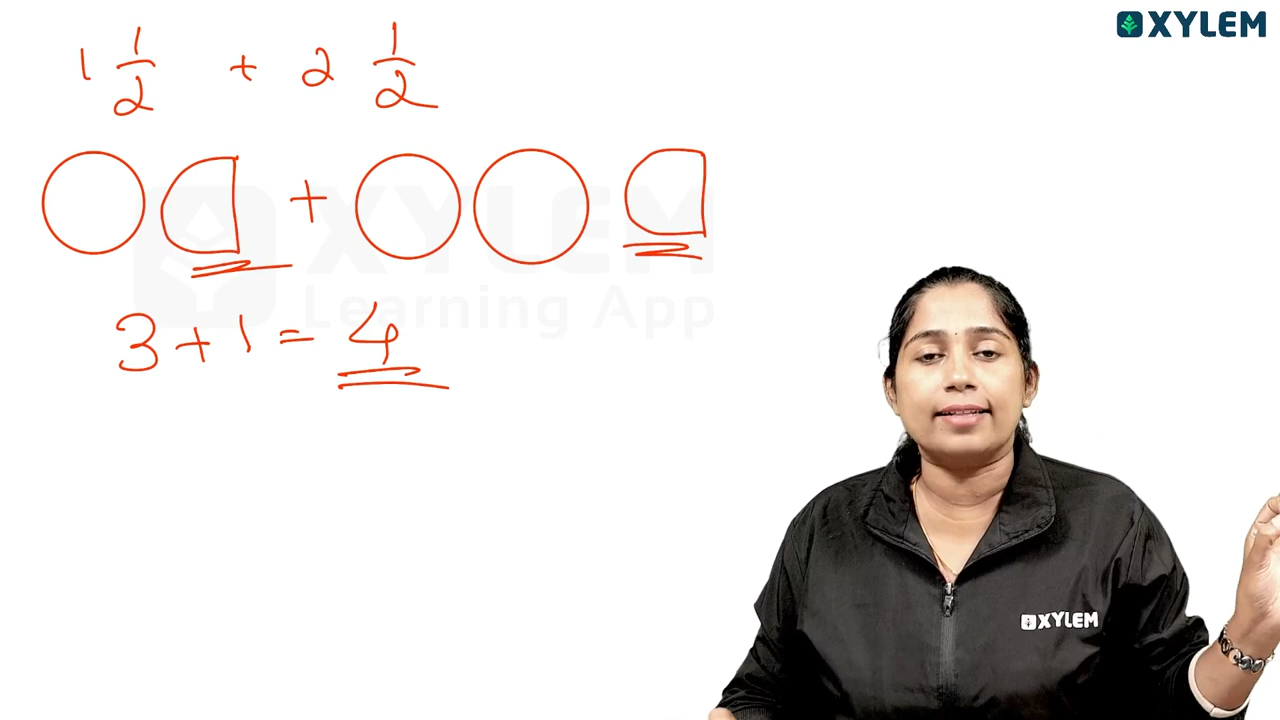 XYLEM
1 1/2 + 2 1/2
+
XYLEM
Learning App
3 + 1 = 4
XYLEM